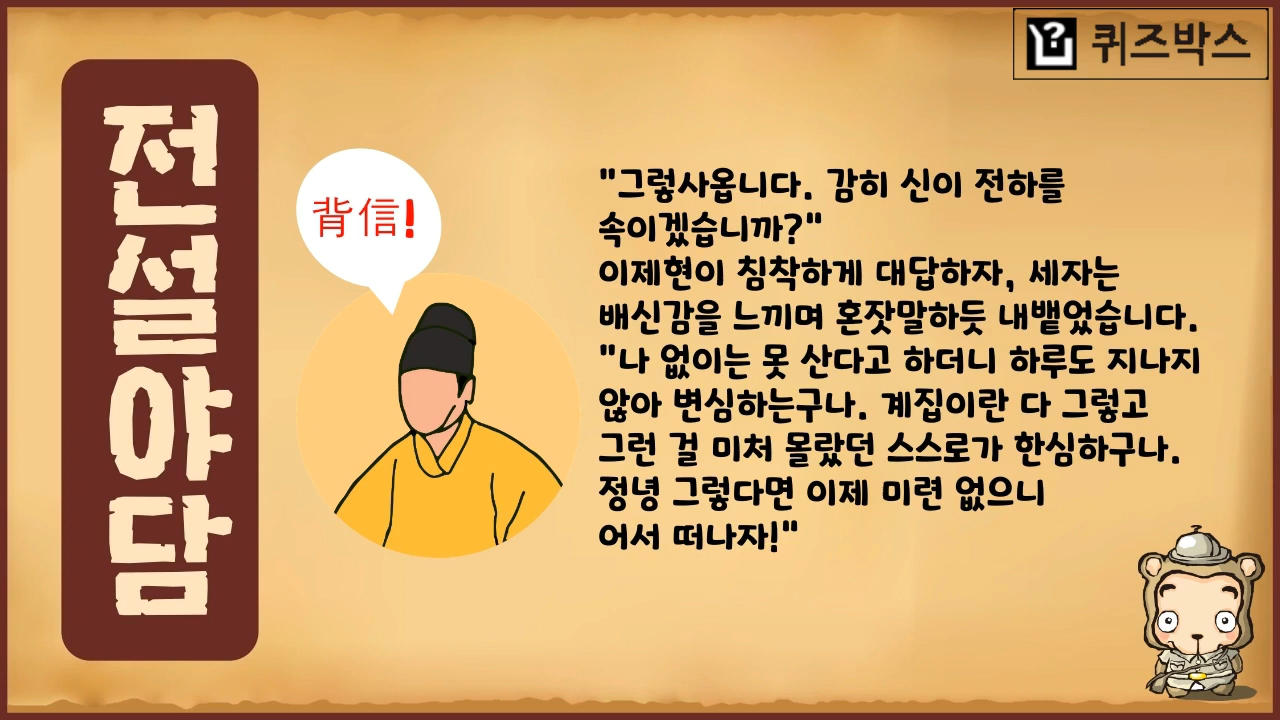 퀴즈박스
전설야담
背信!
"그렇사옵니다. 감히 신이 전하를
속이겠습니까?"
이제현이 침착하게 대답하자, 세자는
배신감을 느끼며 혼잣말하듯 내뱉었습니다.
"나 없이는 못 산다고 하더니 하루도 지나지
않아 변심하는구나. 계집이란 다 그렇고
그런 걸 미처 몰랐던 스스로가 한심하구나.
정녕 그렇다면 이제 미련 없으니
어서 떠나자!"